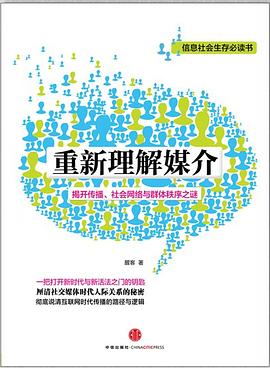 信息社会生存必读书
重新理解媒介
揭开传播、社会网络与群体秩序之谜
醒客 著
一把打开新时代与新活法之门的钥匙
厘清社交媒体时代人际关系的秘密
彻底说清互联网时代传播的路径与逻辑
中信出版社·CHINACITICPRESS